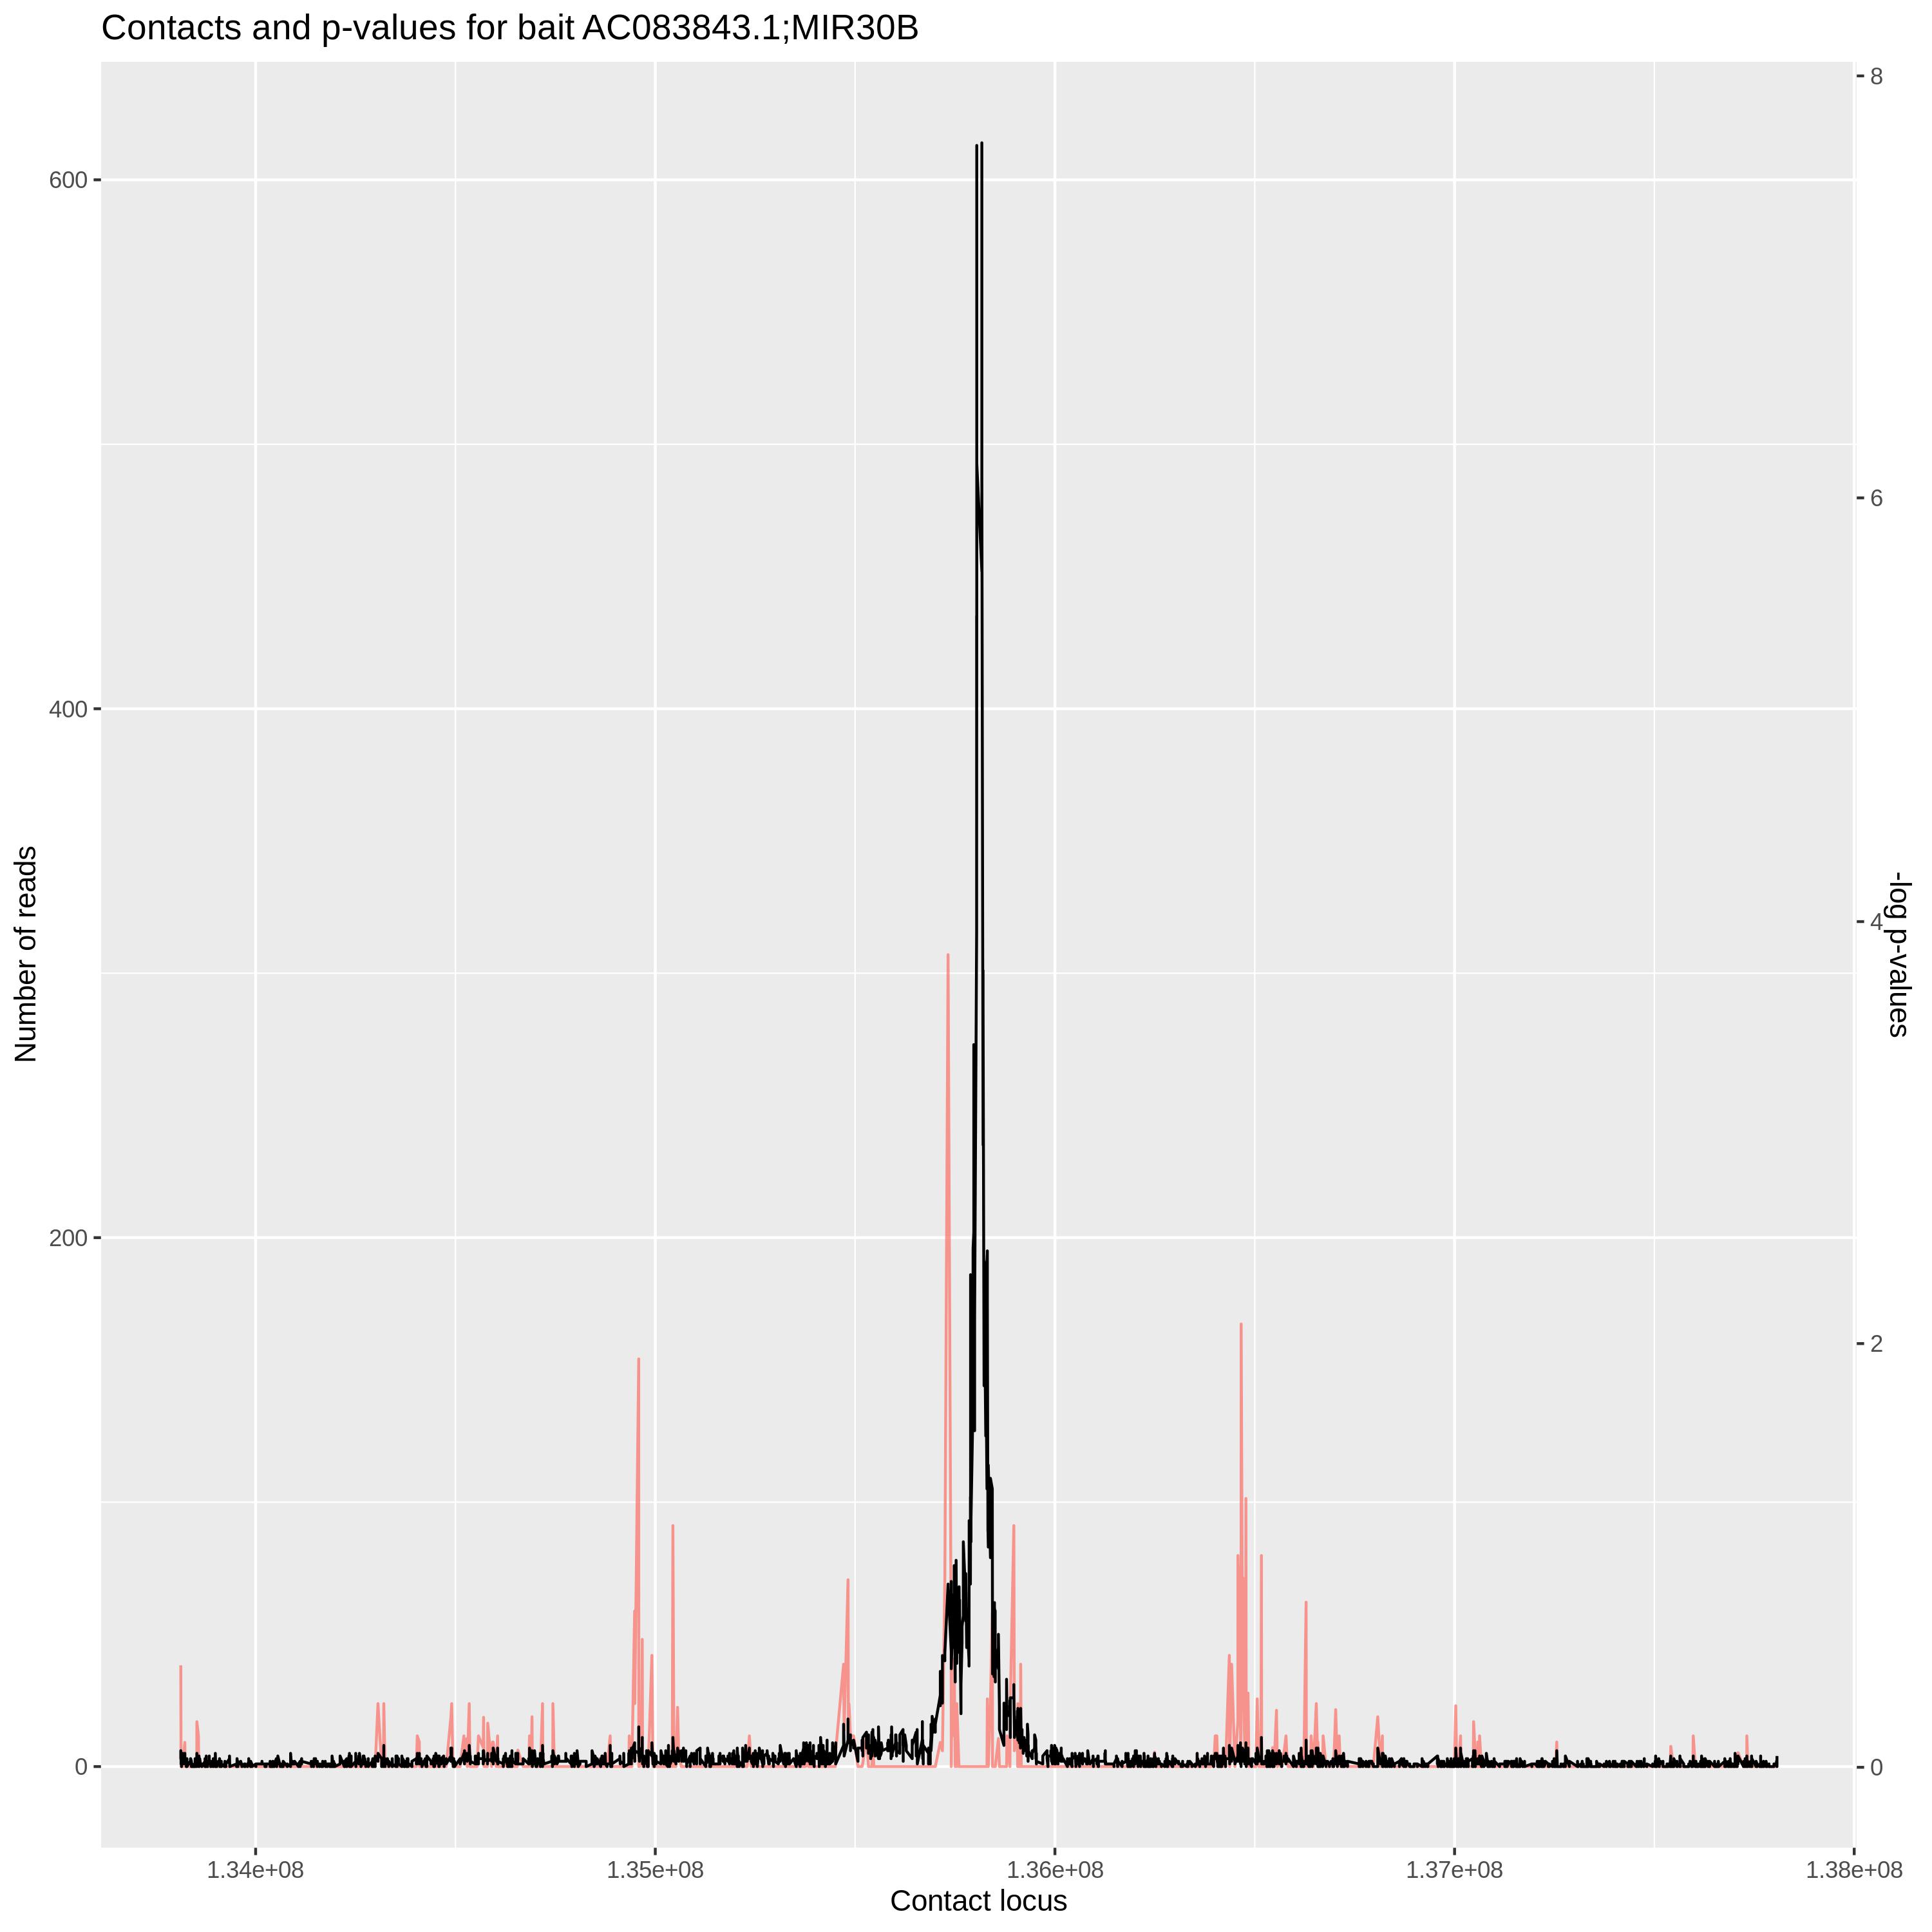 Contacts and p-values for bait AC083843.1;MIR30B
Number of reads
600
400
200
0
8
6
4
2
0
-log p-values
1.34e+08
1.35e+08
1.36e+08
1.37e+08
1.38e+08
Contact locus